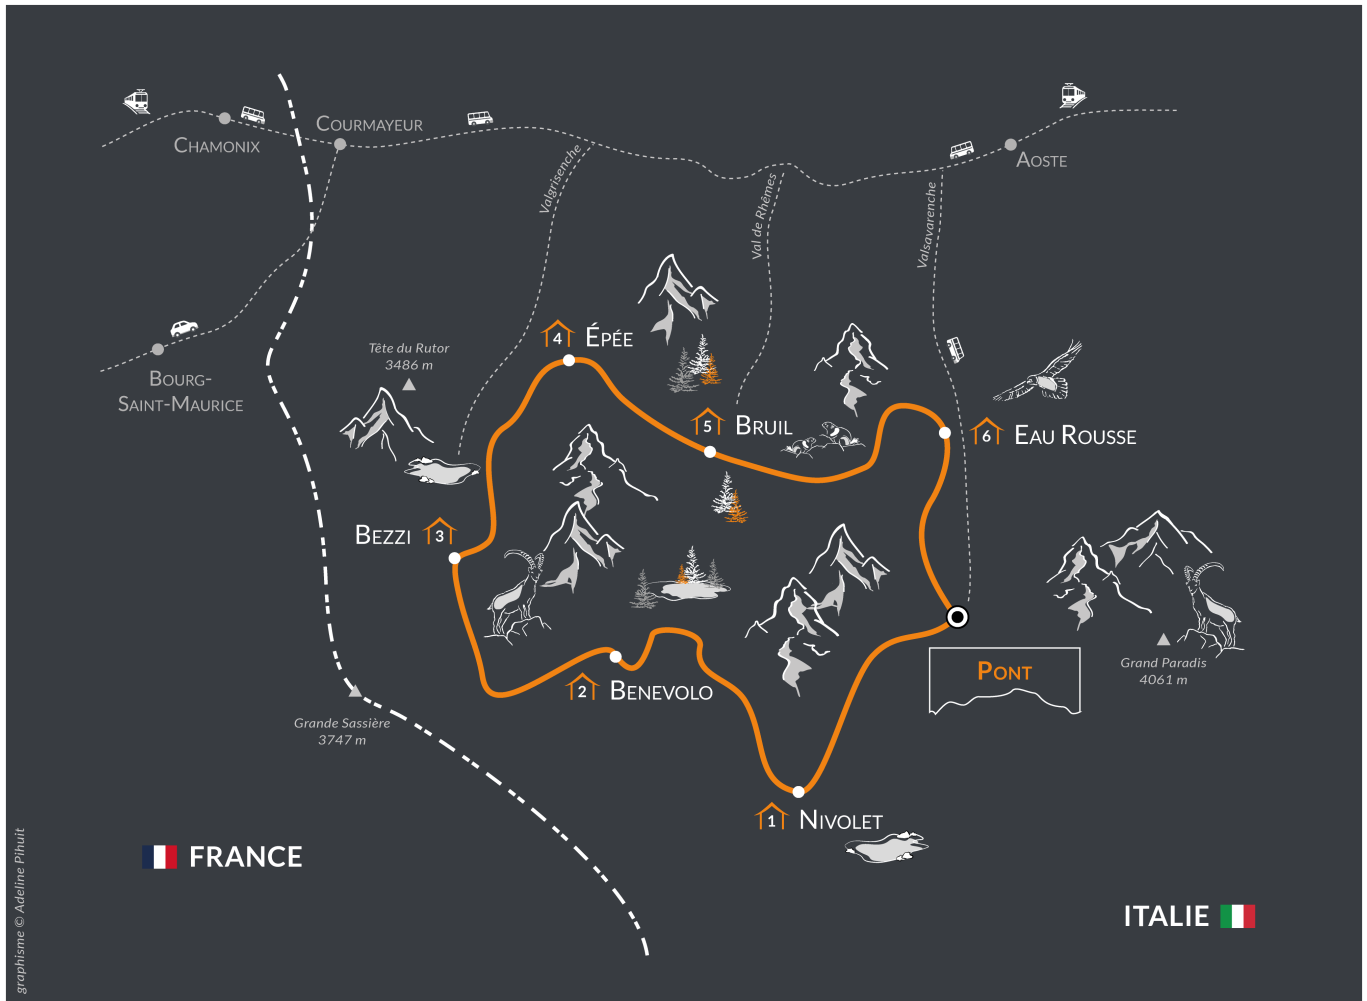 COURMAYEUR
CHAMONIX
AOSTE
Valgrisenche
Val de Rhêmes
Valsavarenche
4
ÉPÉE
Tête du Rutor
3486 m
BOURG-
SAINT-MAURICE
5
BRUIL
6
EAU ROUSSE
BEZZI
3
PONT
Grand Paradis
4061 m
2
BENEVOLO
Grande Sassière
3747 m
1
NIVOLET
FRANCE
ITALIE
graphisme © Adeline Pihuit